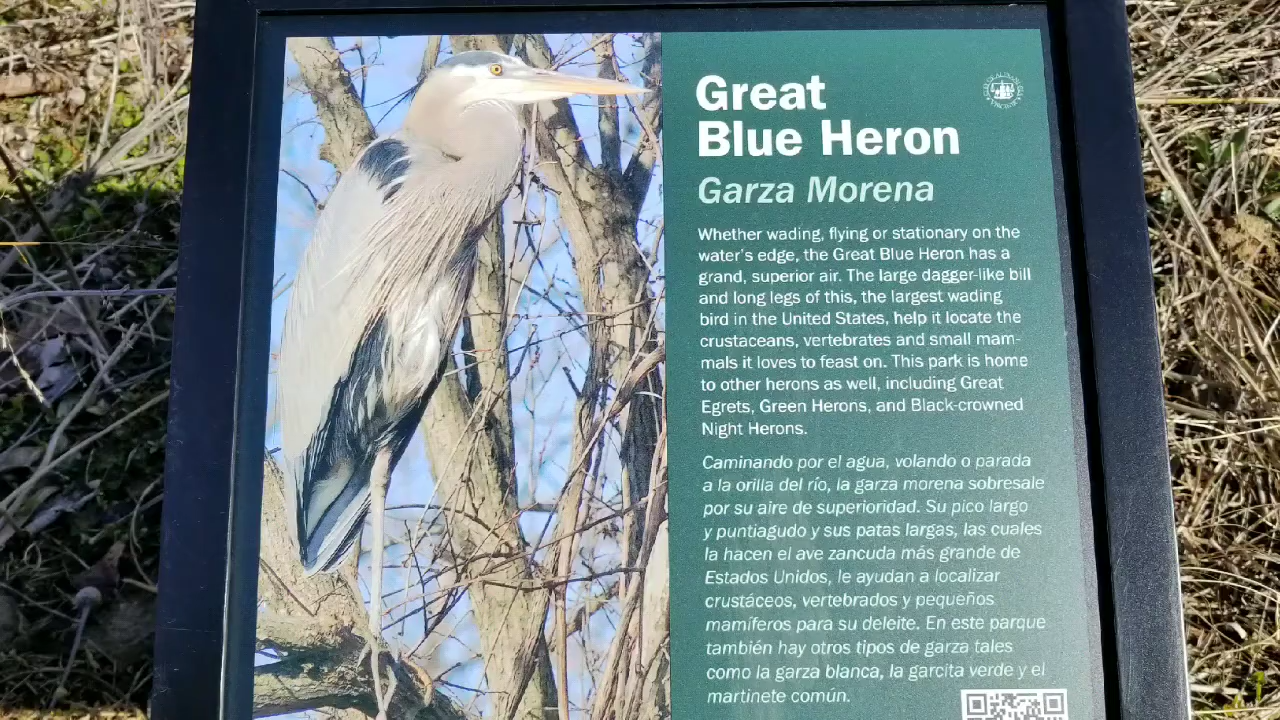 Great
Blue Heron
Garza Morena
Whether wading, flying or stationary on the
water's edge, the Great Blue Heron has a
grand, superior air. The large dagger-like bill
and long legs of this, the largest wading
bird in the United States, help it locate the
crustaceans, vertebrates and small mam-
mals it loves to feast on. This park is home
to other herons as well, including Great
Egrets, Green Herons, and Black-crowned
Night Herons.
Caminando por el agua, volando o parada
a la orilla del río, la garza morena sobresale
por su aire de superioridad. Su pico largo
y puntiagudo y sus patas largas, las cuales
la hacen el ave zancuda más grande de
Estados Unidos, le ayudan a localizar
crustáceos, vertebrados y pequeños
mamíferos para su deleite. En este parque
también hay otros tipos de garza tales
como la garza blanca, la garcita verde y el
martinete común.